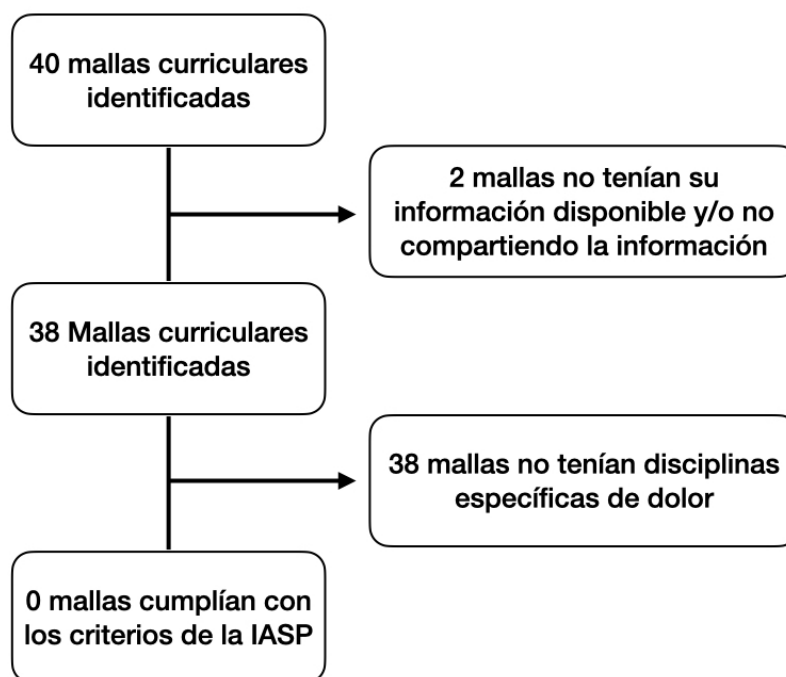 40 mallas curriculares
identificadas
2 mallas no tenían su
información disponible y/o no
compartiendo la información
38 Mallas curriculares
identificadas
38 mallas no tenían disciplinas
específicas de dolor
0 mallas cumplían con
los criterios de la IASP